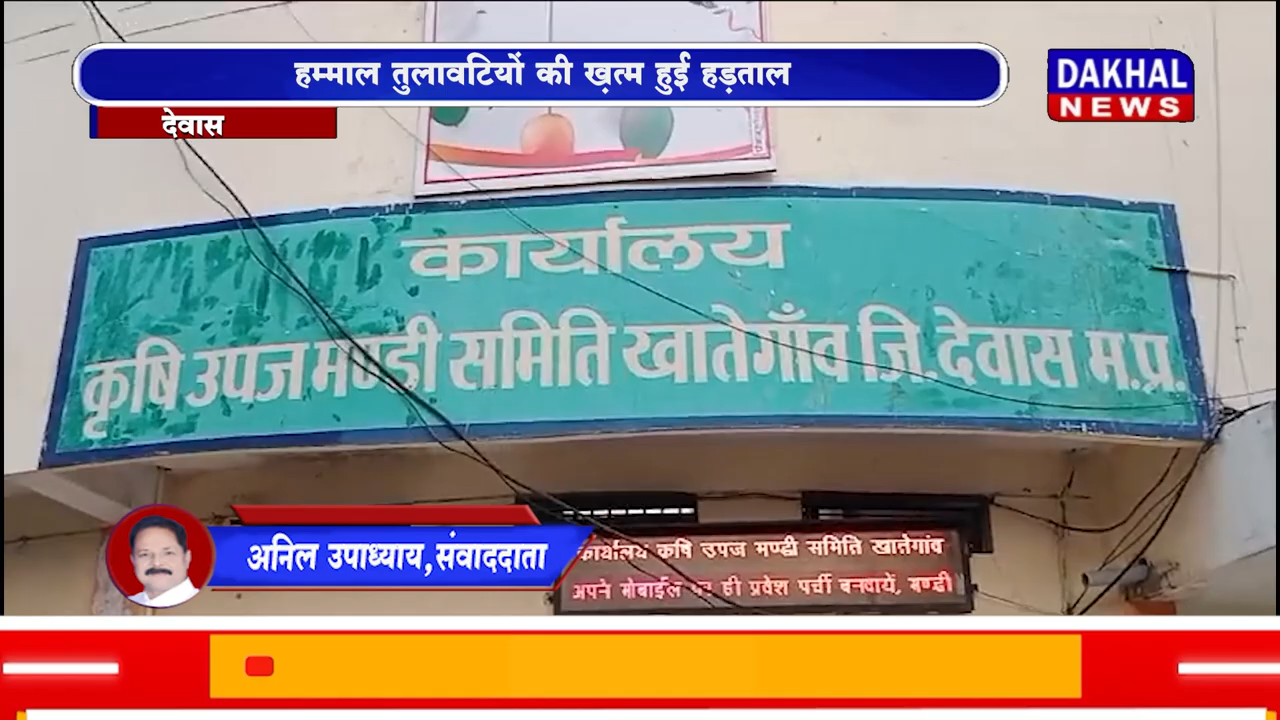 हम्माल तुलावटियों की ख़त्म हुई हड़ताल
DAKHAL
NEWS
देवास
कार्यालय
कृषि उपज मण्डी समिति खातेगाँव जि.देवास म.प्र.
अनिल उपाध्याय,संवाददाता
कार्यालय कृषि उपज मण्डी समिति खातेगांव
अपने मोबाईल पर ही प्रवेश पर्ची बनवायें, मण्डी